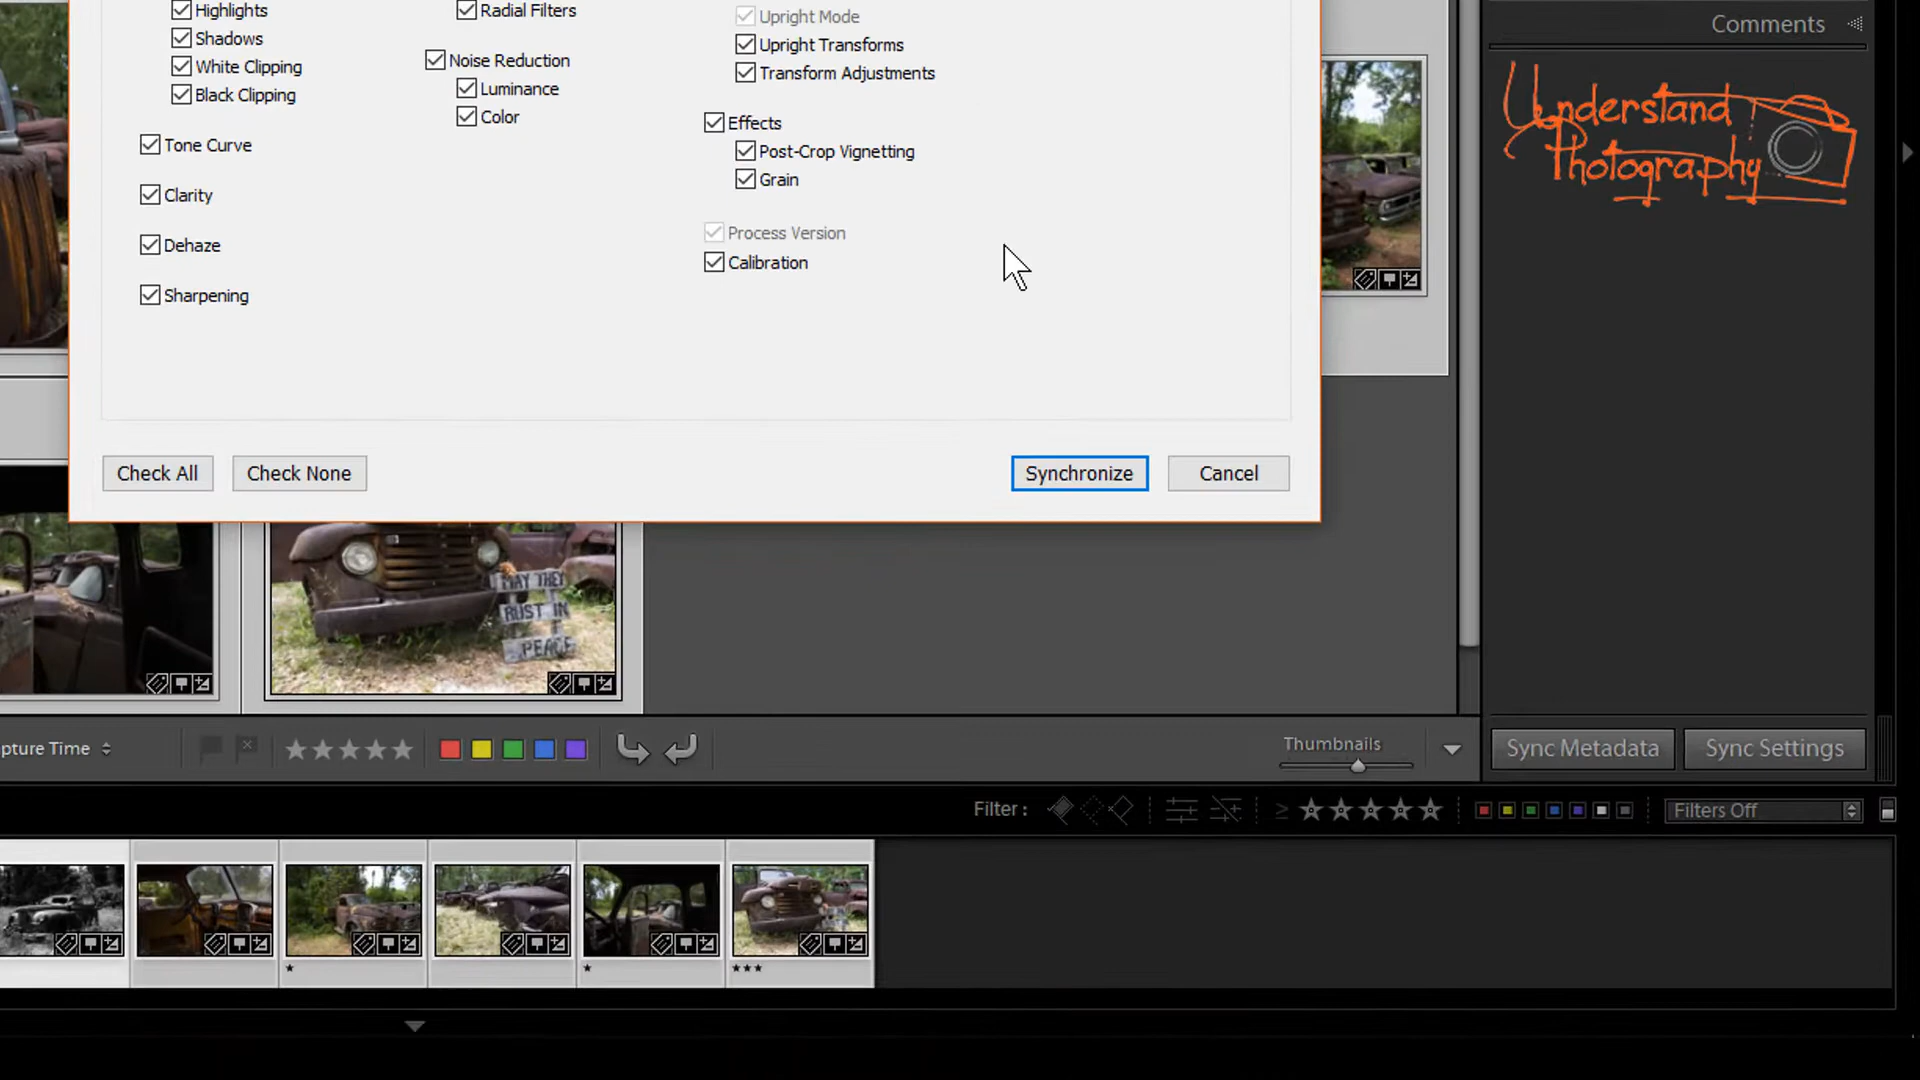 Highlights
Shadows
White Clipping
Black Clipping
Tone Curve
Clarity
Dehaze
Sharpening
Radial Filters
Noise Reduction
Luminance
Color
Upright Mode
Upright Transforms
Transform Adjustments
Effects
Post-Crop Vignetting
Grain
Process Version
Calibration
Check All
Check None
Synchronize
Cancel
Comments
Understand
Photography
MAY THEY
RUST IN
PEACE
pture Time
Thumbnails
Sync Metadata
Sync Settings
Filter :
Filters Off